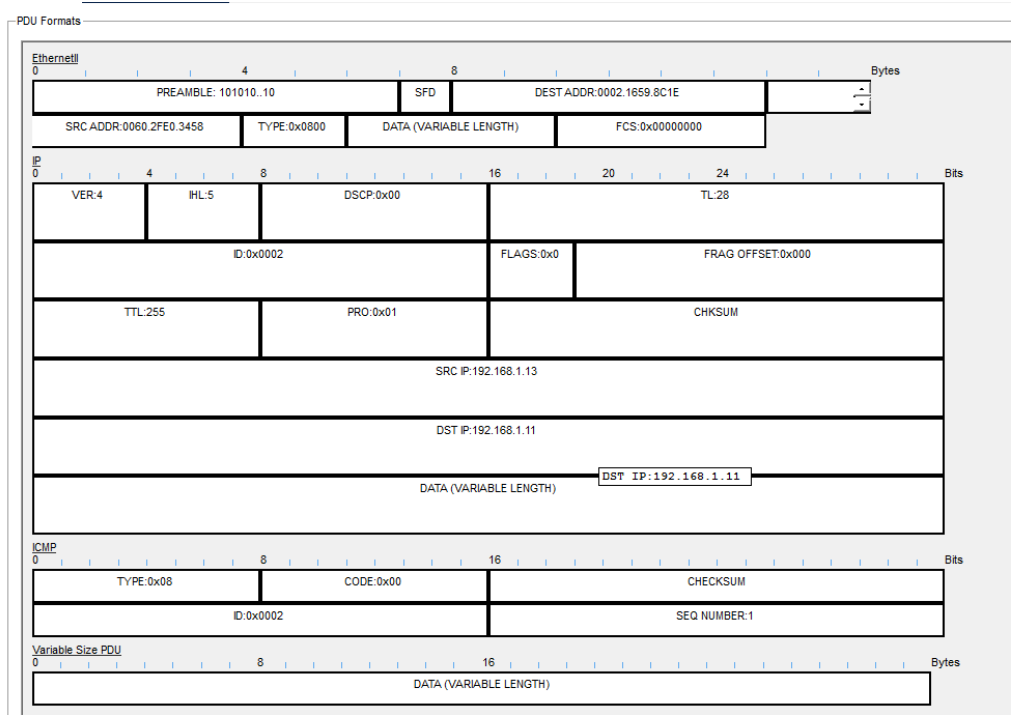 PDU Formats
EthernetII
0 4 8 Bytes
PREAMBLE: 101010..10 SFD DEST ADDR:0002.1659.8C1E
SRC ADDR:0060.2FE0.3458 TYPE:0x0800 DATA (VARIABLE LENGTH) FCS:0x00000000
IP
0 4 8 16 20 24 Bits
VER:4 IHL:5 DSCP:0x00 TL:28
ID:0x0002 FLAGS:0x0 FRAG OFFSET:0x000
TTL:255 PRO:0x01 CHKSUM
SRC IP:192.168.1.13
DST IP:192.168.1.11
DST IP:192.168.1.11
DATA (VARIABLE LENGTH)
ICMP
0 8 16 Bits
TYPE:0x08 CODE:0x00 CHECKSUM
ID:0x0002 SEQ NUMBER:1
Variable Size PDU
0 8 16 Bytes
DATA (VARIABLE LENGTH)